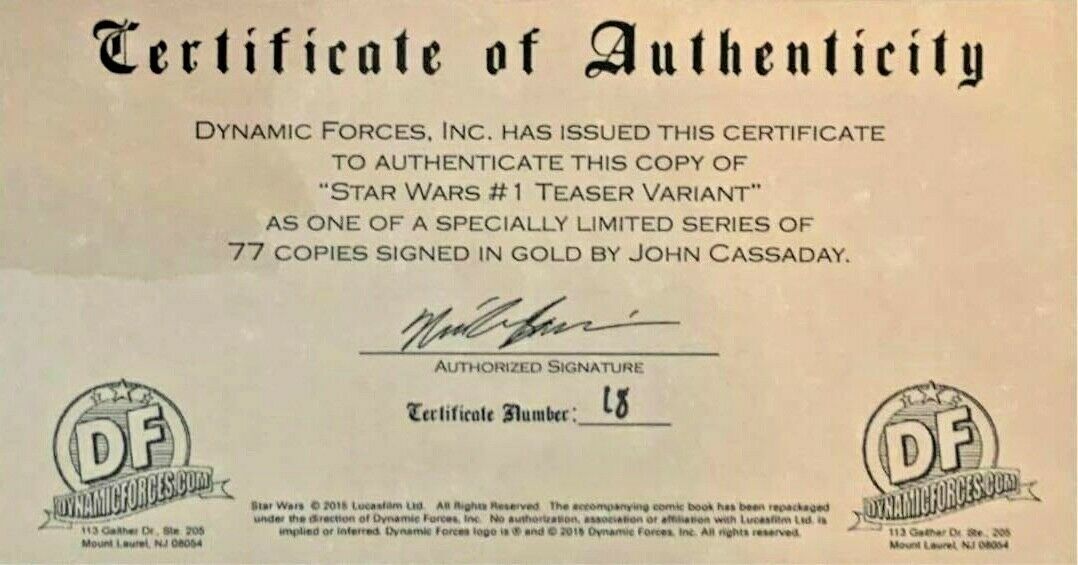 Certificate of Authenticity
DYNAMIC FORCES, INC. HAS ISSUED THIS CERTIFICATE
TO AUTHENTICATE THIS COPY OF
"STAR WARS #1 TEASER VARIANT"
AS ONE OF A SPECIALLY LIMITED SERIES OF
77 COPIES SIGNED IN GOLD BY JOHN CASSADAY.
AUTHORIZED SIGNATURE
Certificate Number: 18
DF
DYNAMICFORCES.COM
113 Gaither Dr., Ste. 205
Mount Laurel, NJ 08054
Star Wars © 2015 Lucasfilm Ltd. All Rights Reserved. The accompanying comic book has been repackaged
under the direction of Dynamic Forces, Inc. No authorization, association or affiliation with Lucasfilm Ltd. is
implied or inferred. Dynamic Forces logo is ® and © 2015 Dynamic Forces, Inc. All rights reserved.
DF
DYNAMICFORCES.COM
113 Gaither Dr., Ste. 205
Mount Laurel, NJ 08054